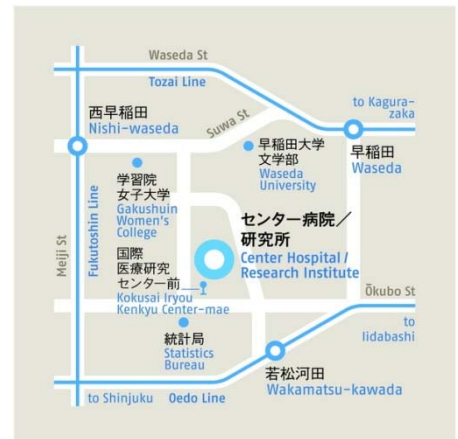 Waseda St
Tozai Line
to Kagura-
zaka
西早稲田
Nishi-waseda
Suwa St
早稲田大学
文学部
Waseda
University
早稲田
Waseda
学習院
女子大学
Gakushuin
Women's
College
Meiji St
Fukutoshin Line
センター病院／
研究所
Center Hospital /
Research Institute
国際
医療研究
センター前
Kokusai Iryou
Kenkyu Center-mae
Ōkubo St
to
Iidabashi
統計局
Statistics
Bureau
若松河田
Wakamatsu-kawada
to Shinjuku
Oedo Line